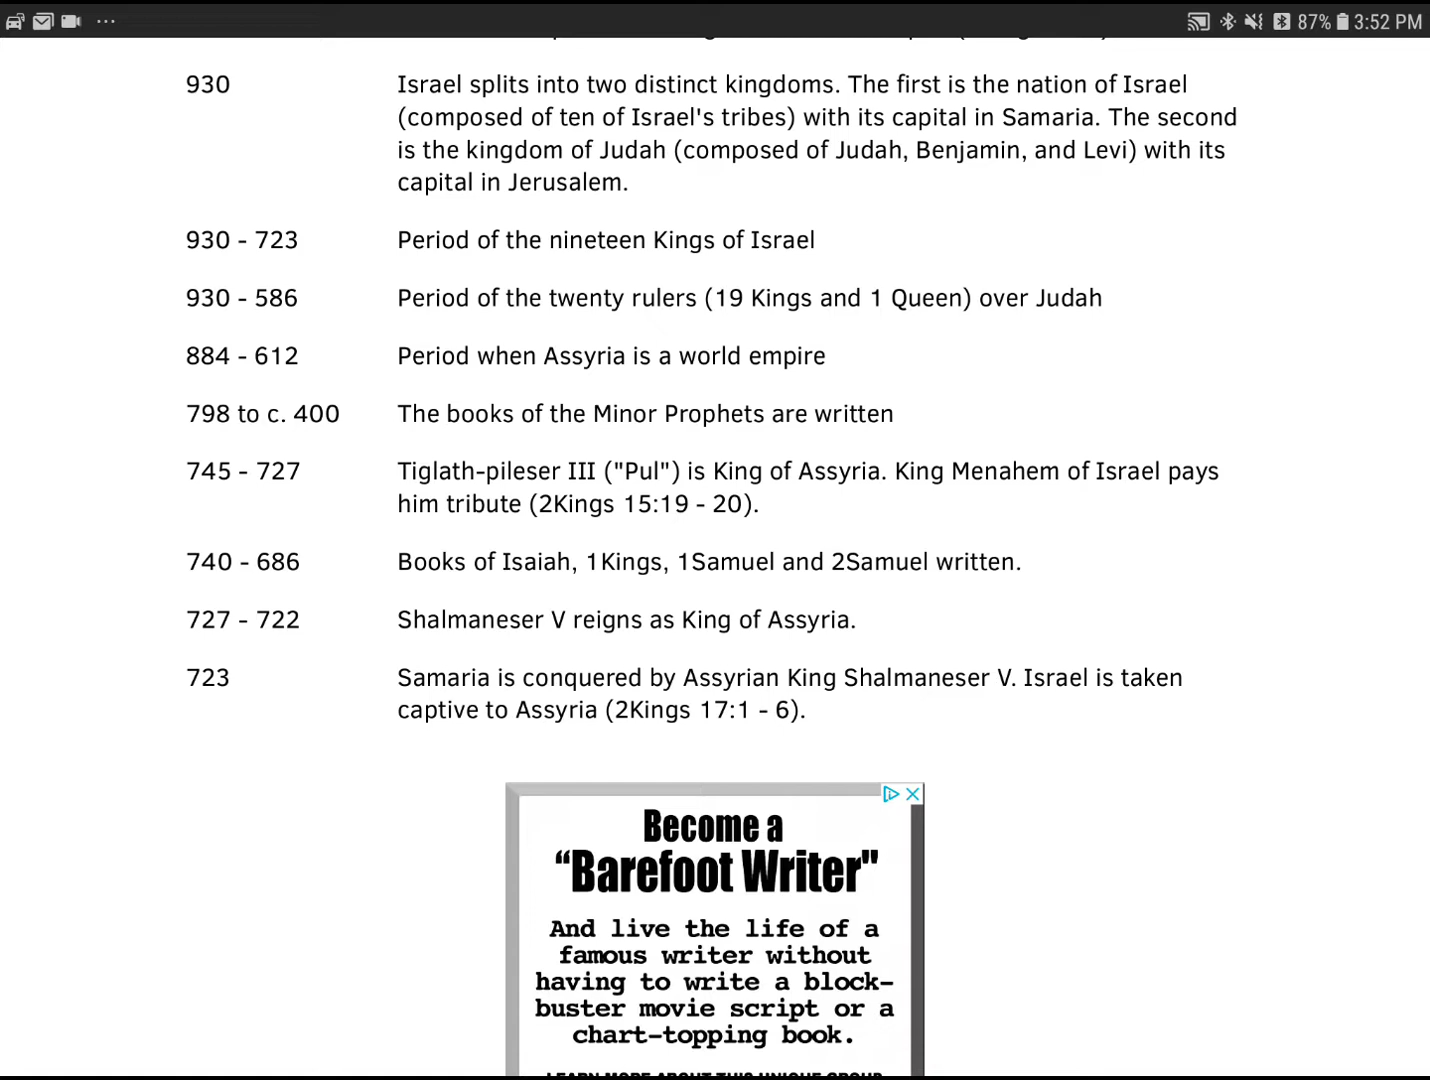 87% 3:52 PM
930 Israel splits into two distinct kingdoms. The first is the nation of Israel
(composed of ten of Israel's tribes) with its capital in Samaria. The second
is the kingdom of Judah (composed of Judah, Benjamin, and Levi) with its
capital in Jerusalem.
930 - 723 Period of the nineteen Kings of Israel
930 - 586 Period of the twenty rulers (19 Kings and 1 Queen) over Judah
884 - 612 Period when Assyria is a world empire
798 to c. 400 The books of the Minor Prophets are written
745 - 727 Tiglath-pileser III ("Pul") is King of Assyria. King Menahem of Israel pays
him tribute (2Kings 15:19 - 20).
740 - 686 Books of Isaiah, 1Kings, 1Samuel and 2Samuel written.
727 - 722 Shalmaneser V reigns as King of Assyria.
723 Samaria is conquered by Assyrian King Shalmaneser V. Israel is taken
captive to Assyria (2Kings 17:1 - 6).
Become a
“Barefoot Writer"
And live the life of a
famous writer without
having to write a block-
buster movie script or a
chart-topping book.
LEARN MORE ABOUT THIS UNIQUE GROUP